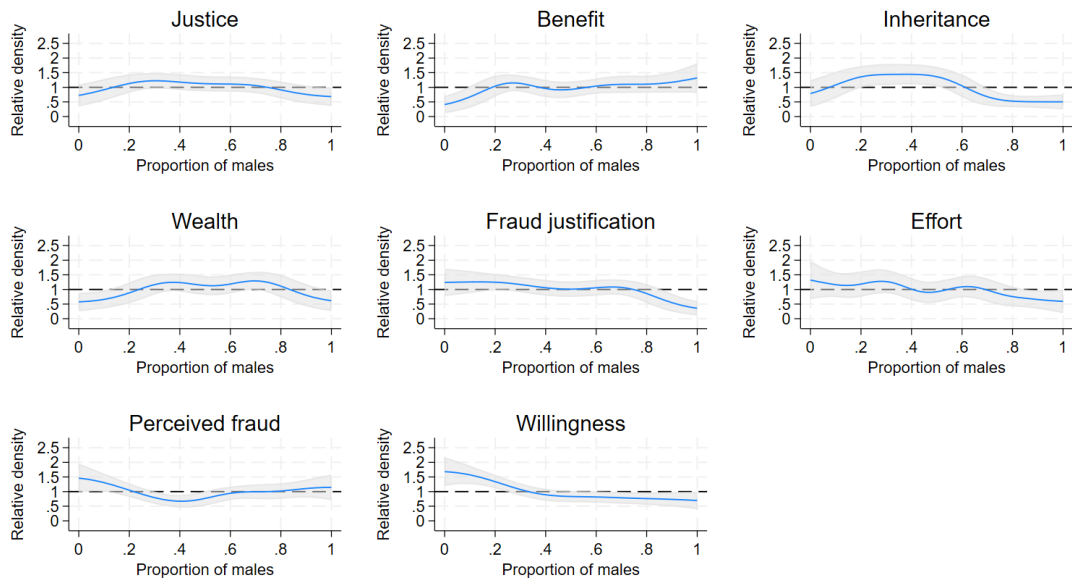 Justice
Relative density
2.5
2
1.5
1
.5
0
0 .2 .4 .6 .8 1
Proportion of males
Benefit
Relative density
2.5
2
1.5
1
.5
0
0 .2 .4 .6 .8 1
Proportion of males
Inheritance
Relative density
2.5
2
1.5
1
.5
0
0 .2 .4 .6 .8 1
Proportion of males
Wealth
Relative density
2.5
2
1.5
1
.5
0
0 .2 .4 .6 .8 1
Proportion of males
Fraud justification
Relative density
2.5
2
1.5
1
.5
0
0 .2 .4 .6 .8 1
Proportion of males
Effort
Relative density
2.5
2
1.5
1
.5
0
0 .2 .4 .6 .8 1
Proportion of males
Perceived fraud
Relative density
2.5
2
1.5
1
.5
0
0 .2 .4 .6 .8 1
Proportion of males
Willingness
Relative density
2.5
2
1.5
1
.5
0
0 .2 .4 .6 .8 1
Proportion of males